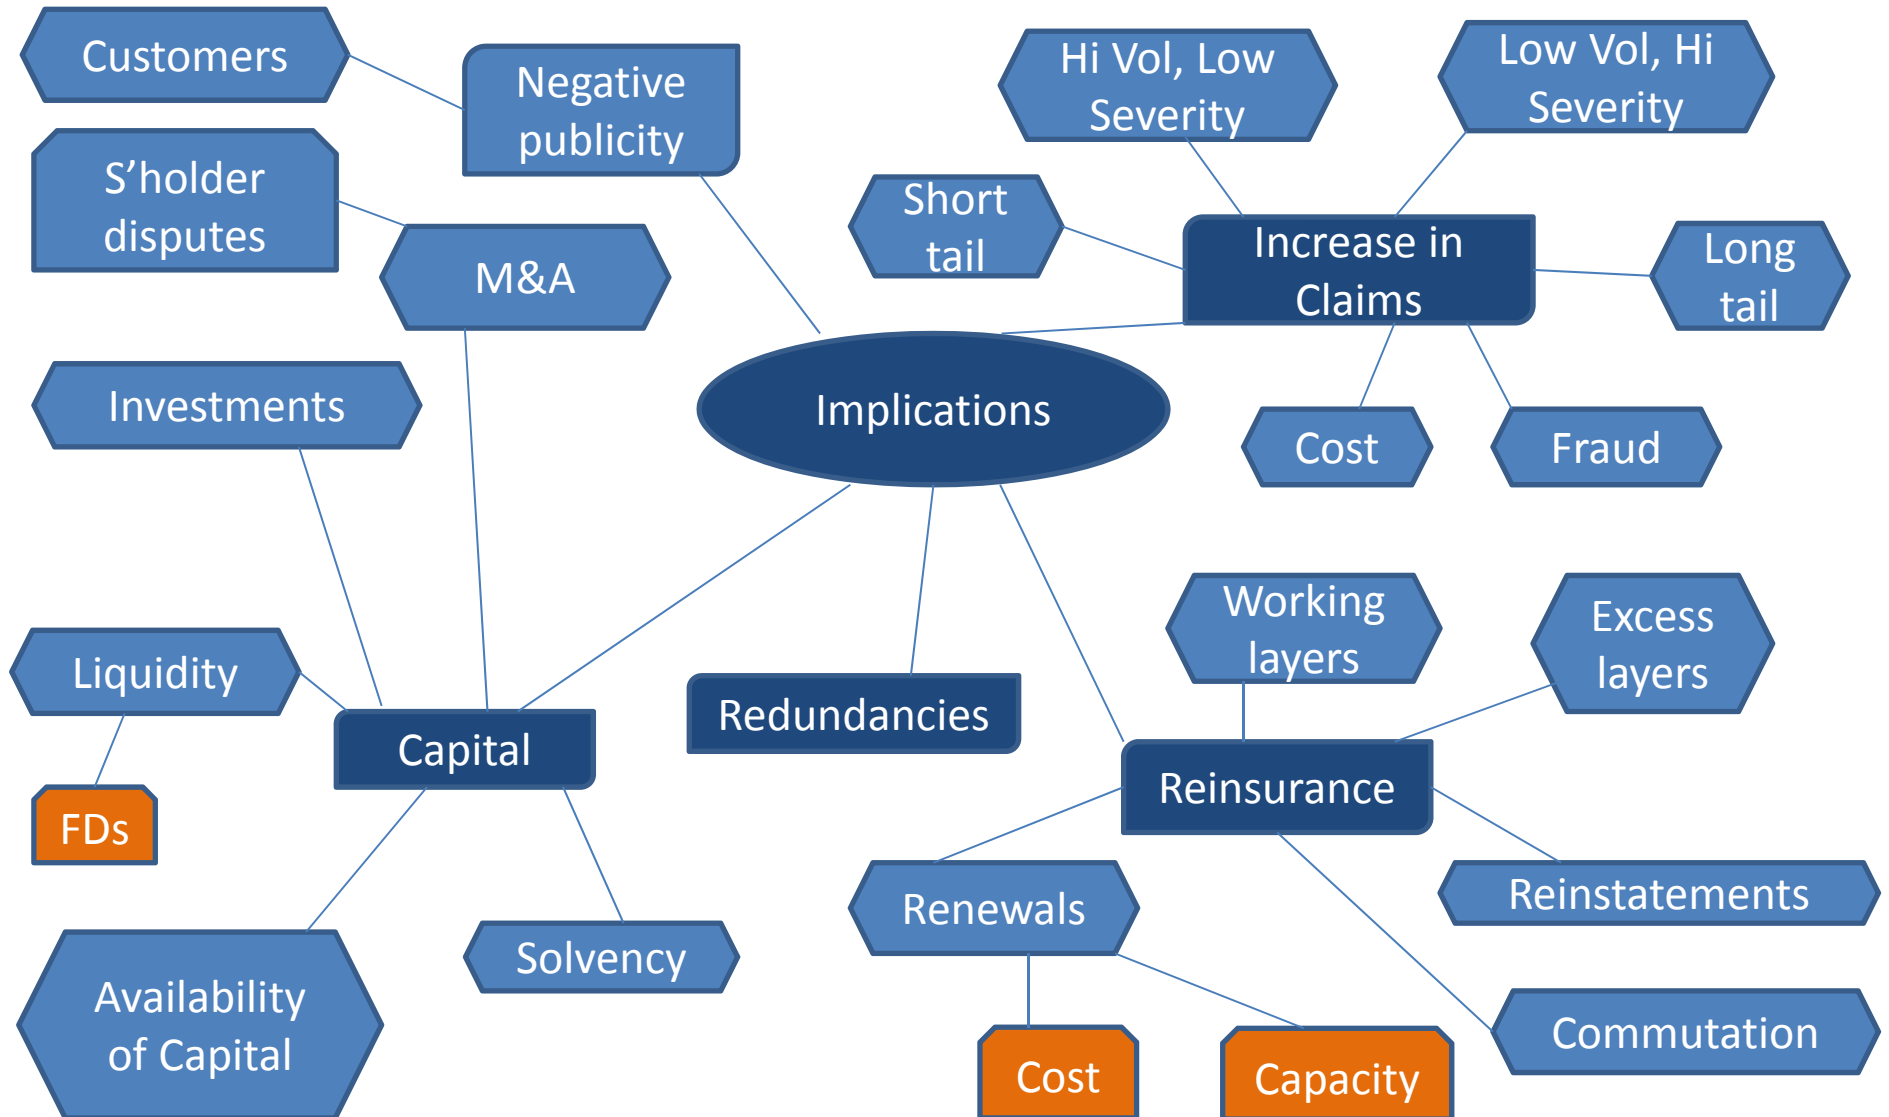 Customers
Negative
publicity
Hi Vol, Low
Severity
Low Vol, Hi
Severity
S’holder
disputes
M&A
Short
tail
Increase in
Claims
Long
tail
Investments
Implications
Cost
Fraud
Liquidity
Capital
FDs
Redundancies
Working
layers
Excess
layers
Reinsurance
Renewals
Reinstatements
Availability
of Capital
Solvency
Commutation
Cost
Capacity